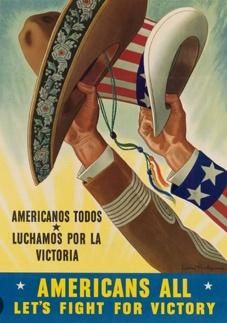 AMERICANOS TODOS
★
LUCHAMOS POR LA
VICTORIA
★ AMERICANS ALL ★
LET'S FIGHT FOR VICTORY